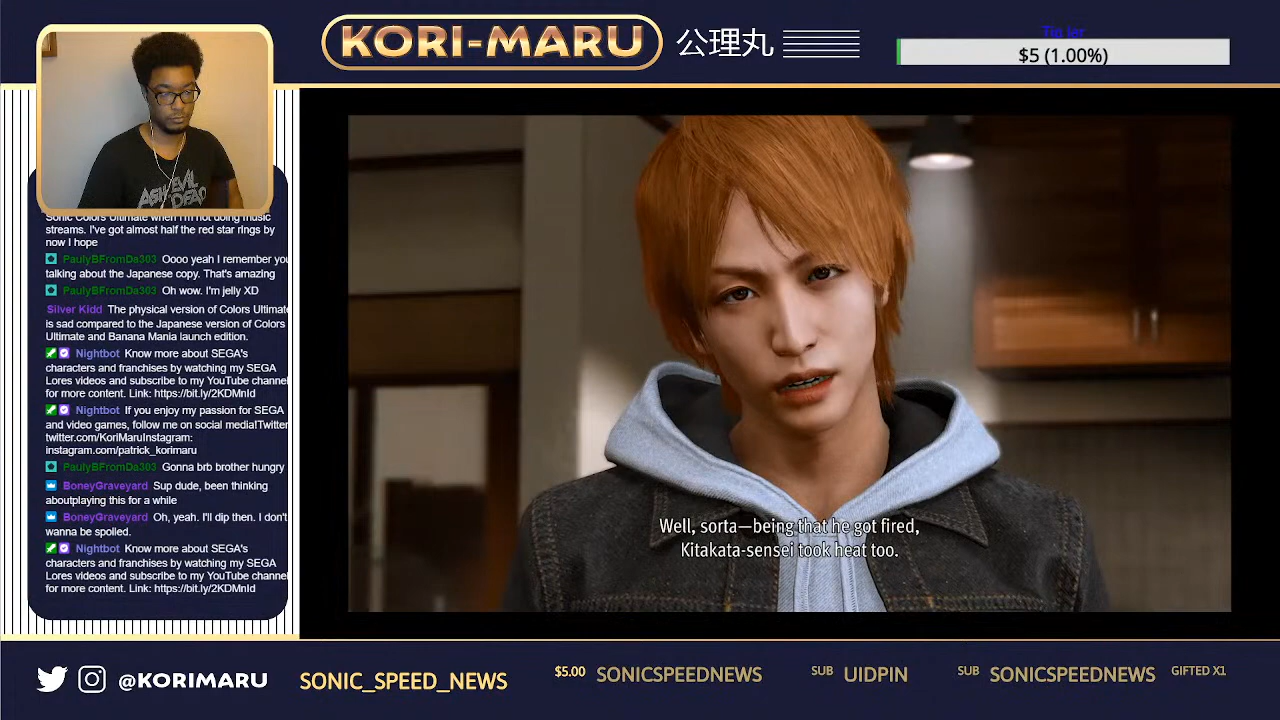 KORI-MARU 公理丸
Tip Jar
$5 (1.00%)
ASH EVIL
DEAD
Sonic Colors Ultimate when I'm not doing music
streams. I've got almost half the red star rings by
now I hope
PaulyBFromDa303 Oooo yeah I remember you
talking about the Japanese copy. That's amazing
PaulyBFromDa303 Oh wow. I'm jelly XD
Silver Kidd The physical version of Colors Ultimate
is sad compared to the Japanese version of Colors
Ultimate and Banana Mania launch edition.
Nightbot Know more about SEGA's
characters and franchises by watching my SEGA
Lores videos and subscribe to my YouTube channel
for more content. Link: https://bit.ly/2KDMnId
Nightbot If you enjoy my passion for SEGA
and video games, follow me on social media!Twitter:
twitter.com/KoriMaruInstagram:
instagram.com/patrick_korimaru
PaulyBFromDa303 Gonna brb brother hungry
BoneyGraveyard Sup dude, been thinking
aboutplaying this for a while
BoneyGraveyard Oh, yeah. I'll dip then. I don't
wanna be spoiled.
Nightbot Know more about SEGA's
characters and franchises by watching my SEGA
Lores videos and subscribe to my YouTube channel
for more content. Link: https://bit.ly/2KDMnId
Well, sorta—being that he got fired,
Kitakata-sensei took heat too.
@KORIMARU
SONIC_SPEED_NEWS
$5.00 SONICSPEEDNEWS
SUB UIDPIN
SUB SONICSPEEDNEWS GIFTED X1